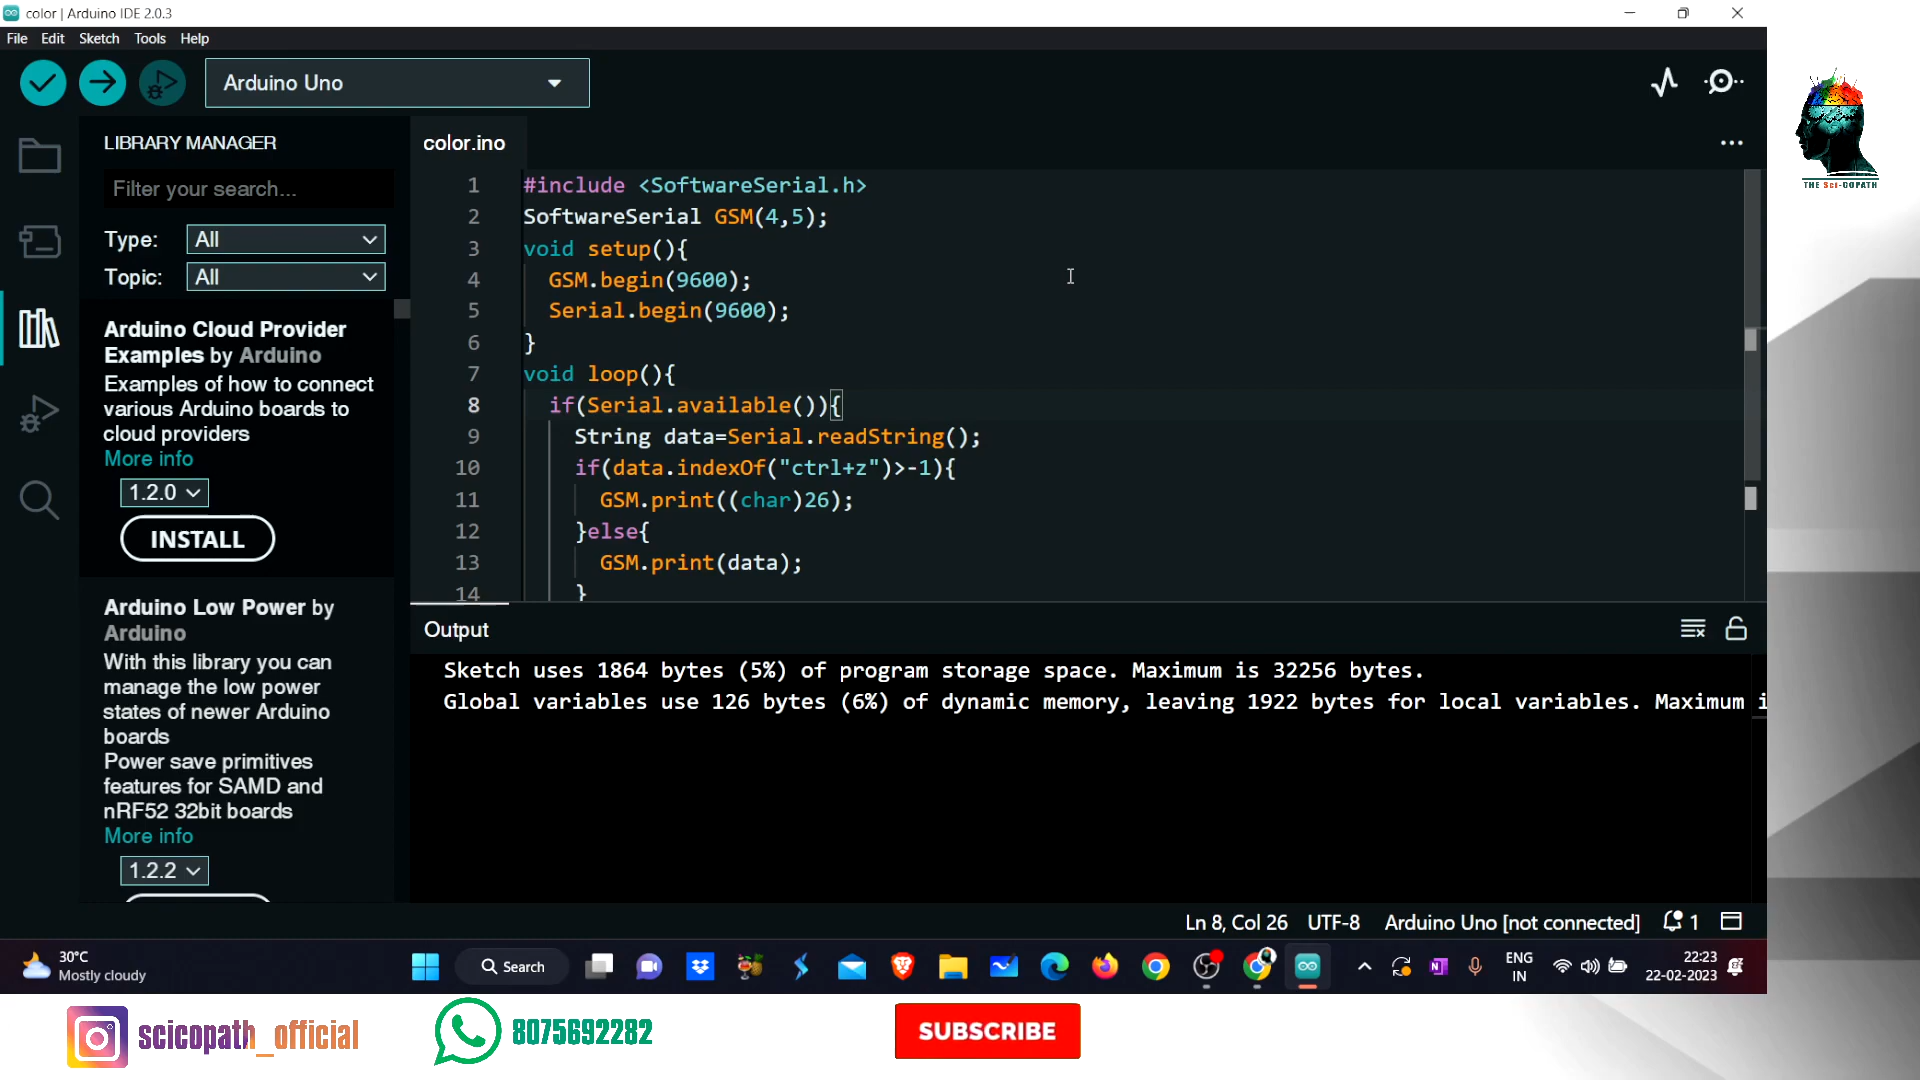 color | Arduino IDE 2.0.3
File Edit Sketch Tools Help
Arduino Uno
LIBRARY MANAGER
Filter your search...
Type: All
Topic: All
Arduino Cloud Provider
Examples by Arduino
Examples of how to connect
various Arduino boards to
cloud providers
More info
1.2.0
INSTALL
Arduino Low Power by
Arduino
With this library you can
manage the low power
states of newer Arduino
boards
Power save primitives
features for SAMD and
nRF52 32bit boards
More info
1.2.2
color.ino
1 #include <SoftwareSerial.h>
2 SoftwareSerial GSM(4,5);
3 void setup(){
4 GSM.begin(9600);
5 Serial.begin(9600);
6 }
7 void loop(){
8 if(Serial.available()){
9 String data=Serial.readString();
10 if(data.indexOf("ctrl+z")>-1){
11 GSM.print((char)26);
12 }else{
13 GSM.print(data);
14 }
Output
Sketch uses 1864 bytes (5%) of program storage space. Maximum is 32256 bytes.
Global variables use 126 bytes (6%) of dynamic memory, leaving 1922 bytes for local variables. Maximum i
Ln 8, Col 26 UTF-8 Arduino Uno [not connected] 1
30°C
Mostly cloudy
Search
ENG
IN
22:23
22-02-2023
THE Sci-COPATH
scicopath_official
8075692282
SUBSCRIBE